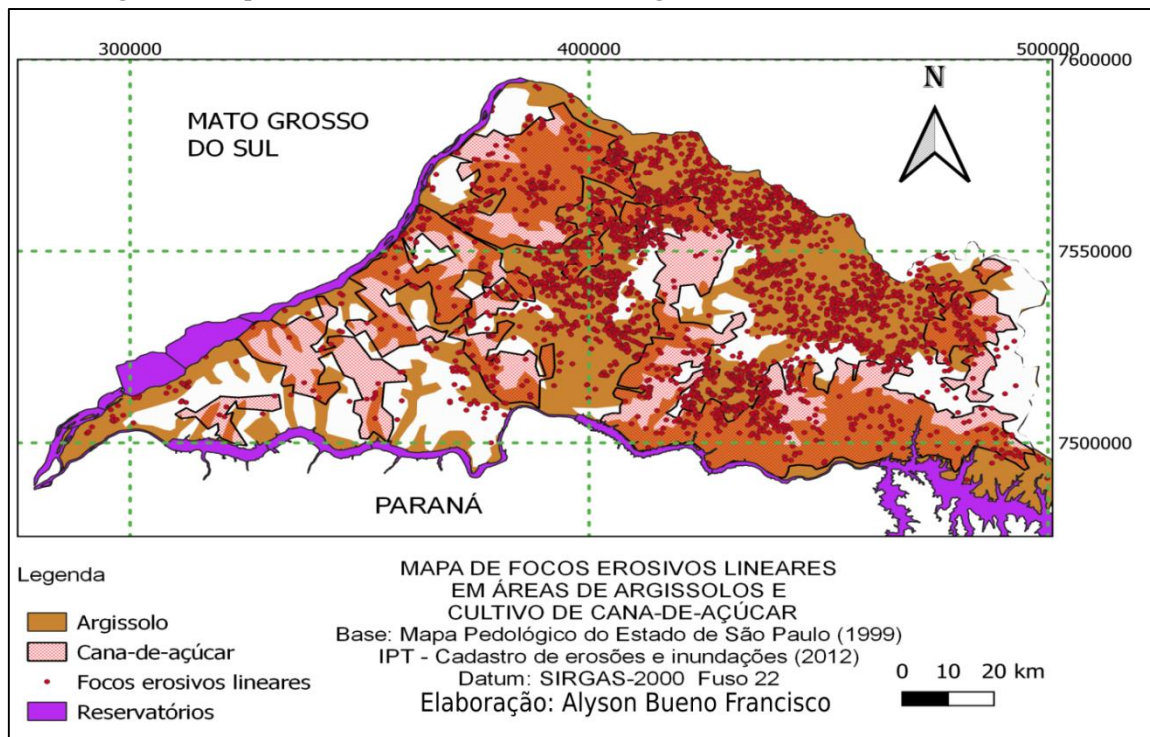 300000 400000 500000
7600000
N
MATO GROSSO
DO SUL
7550000
7500000
PARANÁ
Legenda
Argissolo
Cana-de-açúcar
Focos erosivos lineares
Reservatórios
MAPA DE FOCOS EROSIVOS LINEARES
EM ÁREAS DE ARGISSOLOS E
CULTIVO DE CANA-DE-AÇÚCAR
Base: Mapa Pedológico do Estado de São Paulo (1999)
IPT - Cadastro de erosões e inundações (2012)
Datum: SIRGAS-2000 Fuso 22
Elaboração: Alyson Bueno Francisco
0 10 20 km